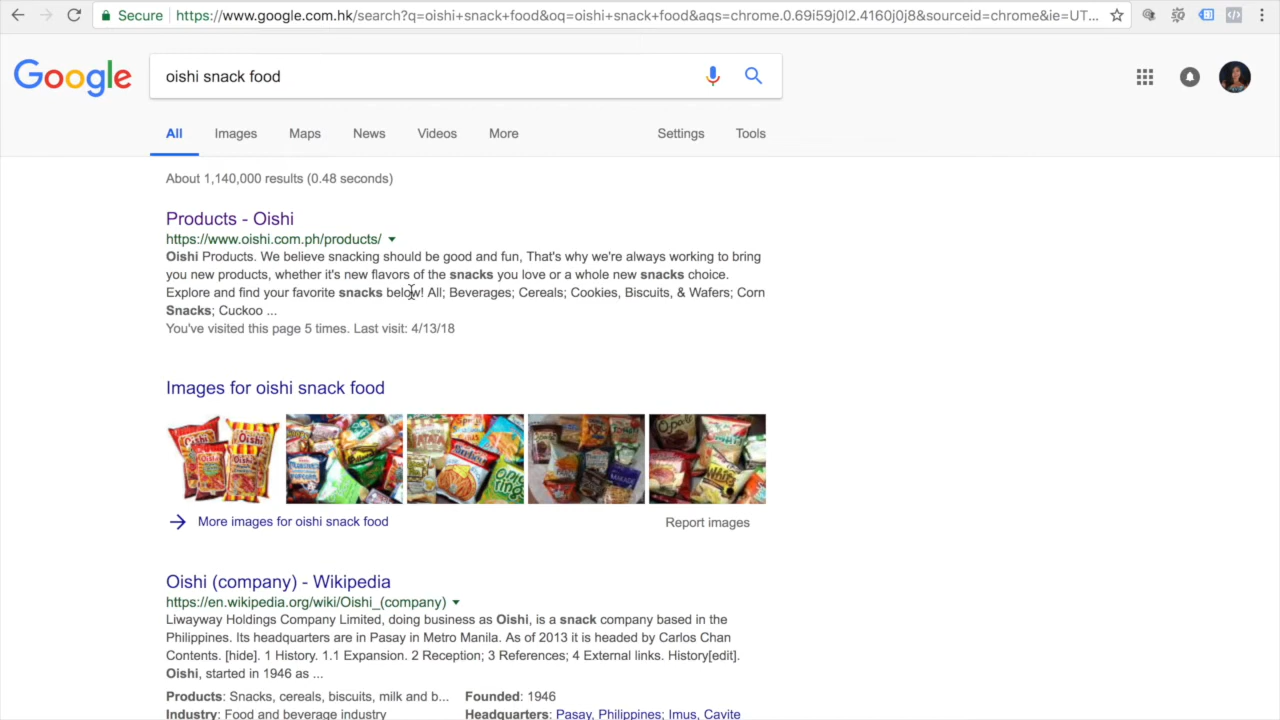 Secure https://www.google.com.hk/search?q=oishi+snack+food&oq=oishi+snack+food&aqs=chrome.0.69i59j0l2.4160j0j8&sourceid=chrome&ie=UT...
Google oishi snack food
All Images Maps News Videos More Settings Tools
About 1,140,000 results (0.48 seconds)
Products - Oishi
https://www.oishi.com.ph/products/
Oishi Products. We believe snacking should be good and fun, That's why we're always working to bring
you new products, whether it's new flavors of the snacks you love or a whole new snacks choice.
Explore and find your favorite snacks below! All; Beverages; Cereals; Cookies, Biscuits, & Wafers; Corn
Snacks; Cuckoo ...
You've visited this page 5 times. Last visit: 4/13/18
Images for oishi snack food
Oishi Oishi
More images for oishi snack food Report images
Oishi (company) - Wikipedia
https://en.wikipedia.org/wiki/Oishi_(company)
Liwayway Holdings Company Limited, doing business as Oishi, is a snack company based in the
Philippines. Its headquarters are in Pasay in Metro Manila. As of 2013 it is headed by Carlos Chan
Contents. [hide]. 1 History. 1.1 Expansion. 2 Reception; 3 References; 4 External links. History[edit].
Oishi, started in 1946 as ...
Products: Snacks, cereals, biscuits, milk and b... Founded: 1946
Industry: Food and beverage industry Headquarters: Pasay, Philippines; Imus, Cavite